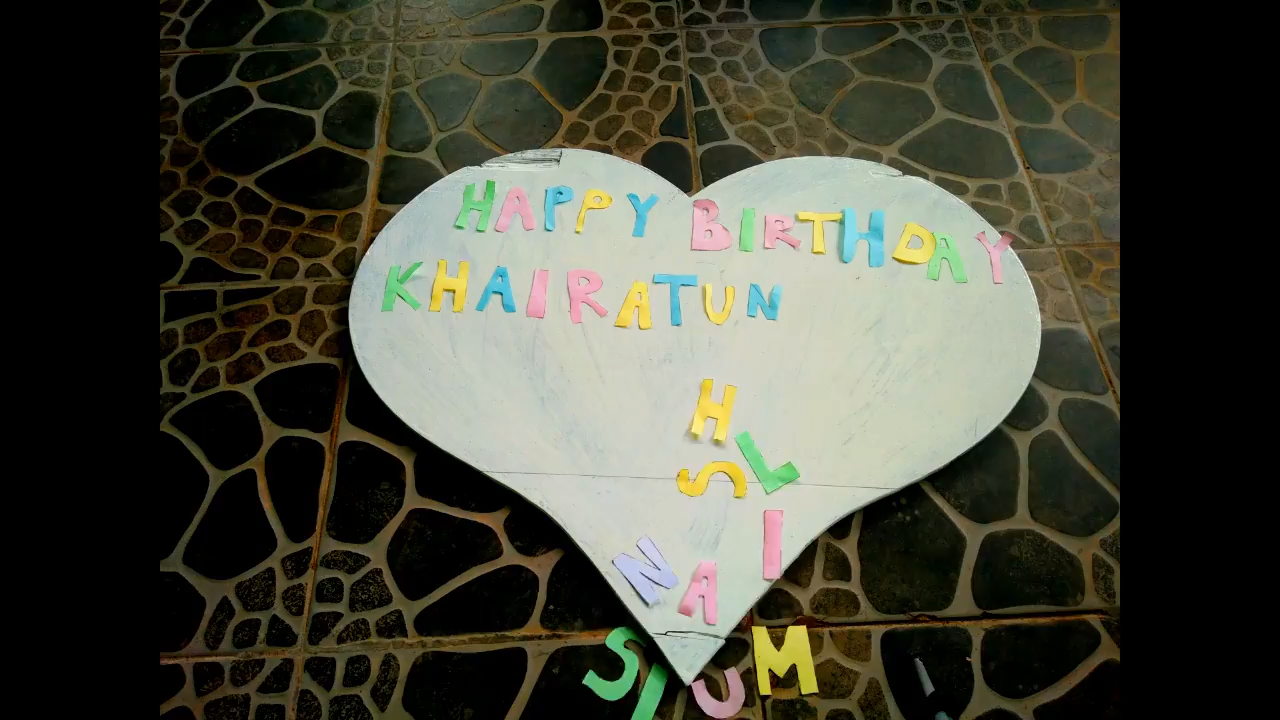 HAPPY BIRTHDAY
KHAIRATUN
H
L
S
I
N A
S I U M